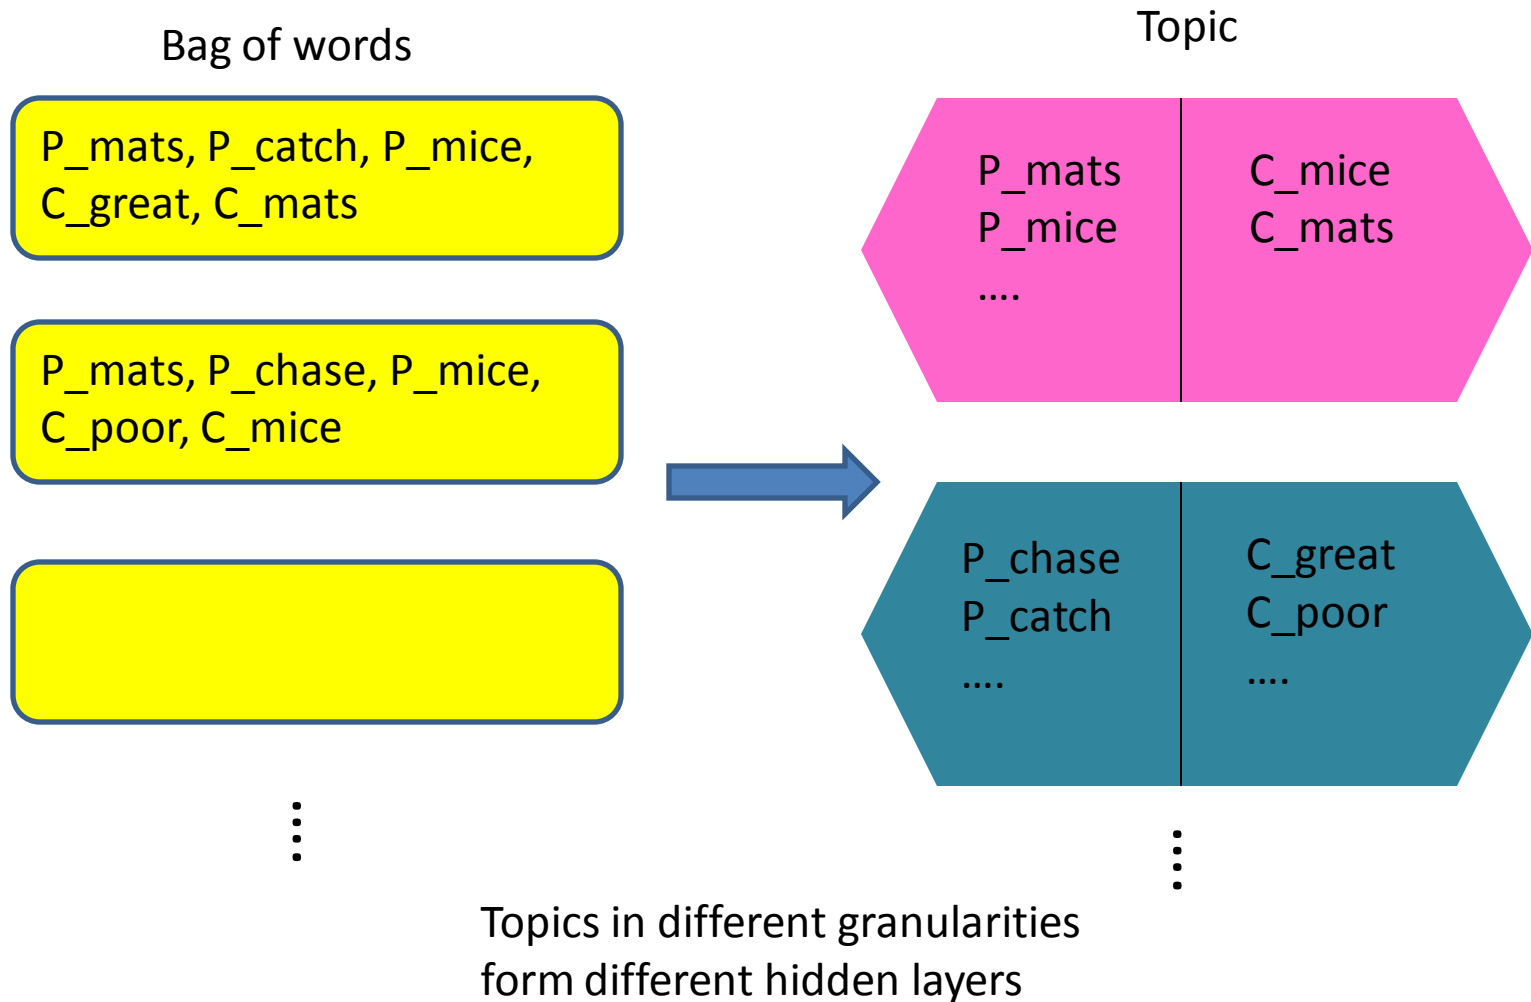 Bag of words
P_mats, P_catch, P_mice,
C_great, C_mats
P_mats, P_chase, P_mice,
C_poor, C_mice
Topic
P_mats
P_mice
….
C_mice
C_mats
P_chase
P_catch
….
C_great
C_poor
….
Topics in different granularities
form different hidden layers